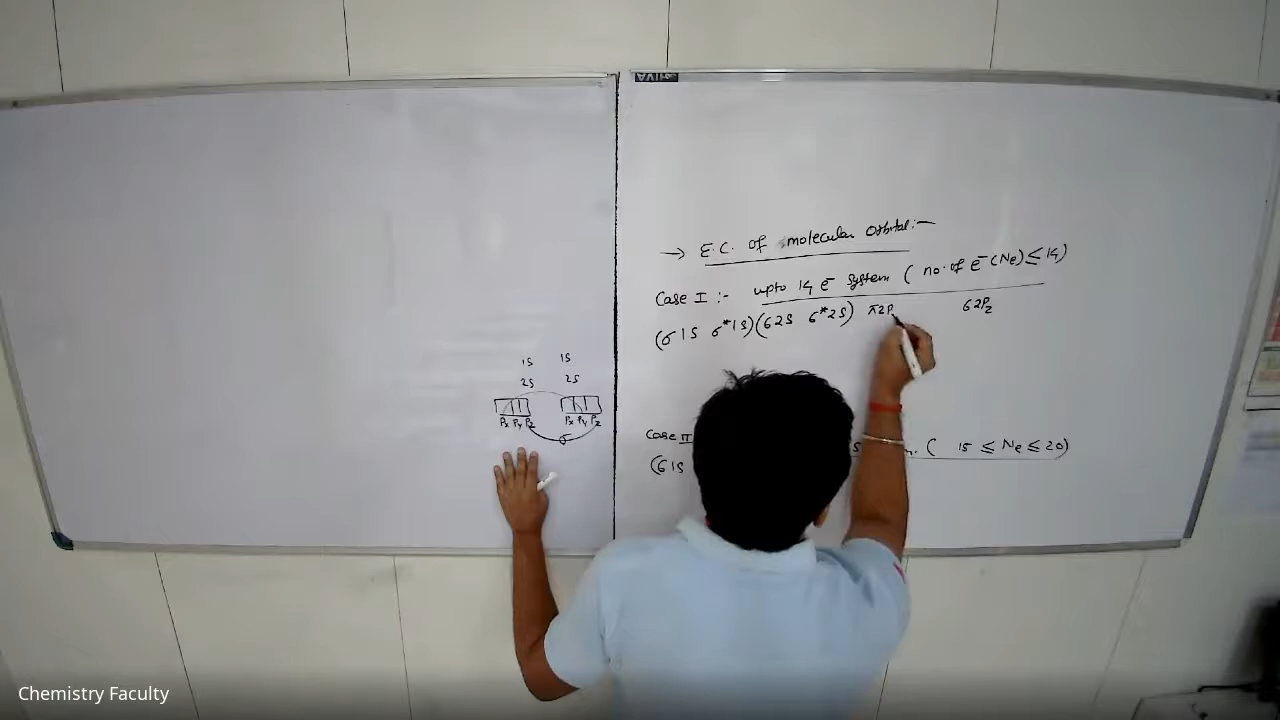 → E.C. of molecular orbital:-
Case I :- upto 14 e⁻ system ( no. of e⁻(Ne) ≤ 14)
(σ1s σ*1s)(σ2s σ*2s) π2P σ2Pz
1s 1s
2s 2s
Px Py Pz Px Py Pz
σ
Case II ( 15 ≤ Ne ≤ 20)
(σ1s
Chemistry Faculty